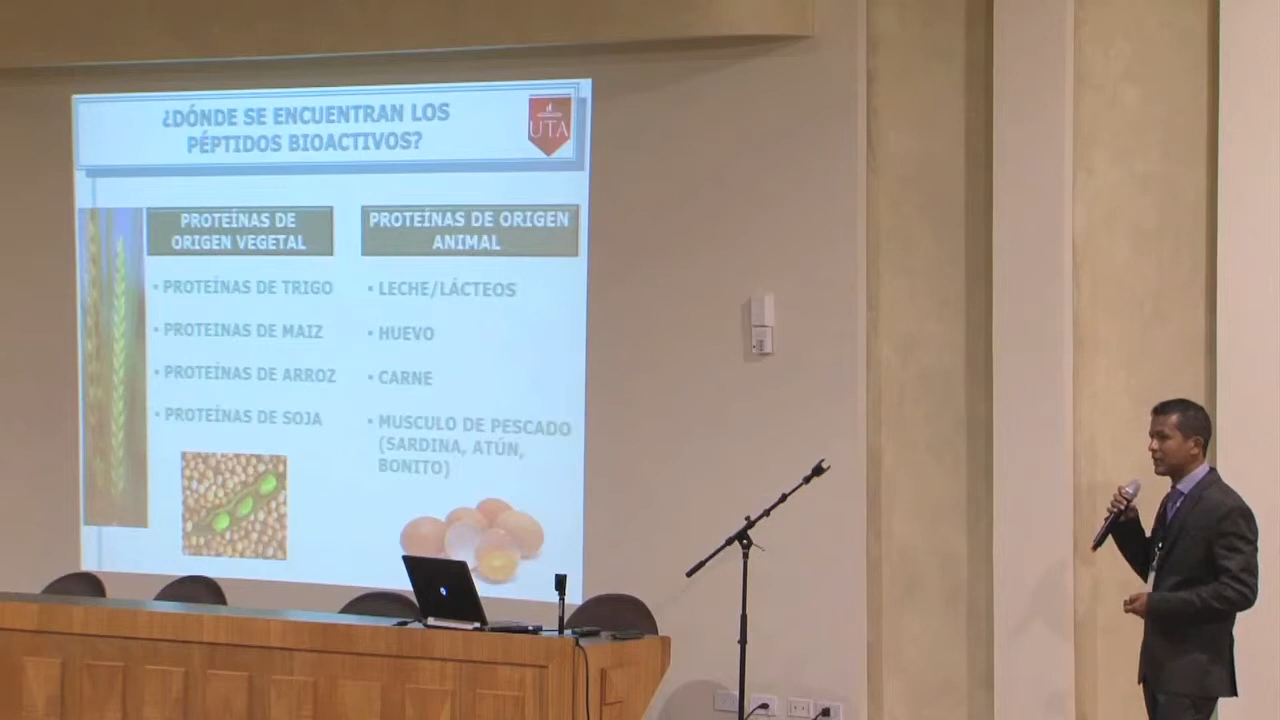 ¿DÓNDE SE ENCUENTRAN LOS
PÉPTIDOS BIOACTIVOS?
UTA
PROTEÍNAS DE
ORIGEN VEGETAL
▪ PROTEÍNAS DE TRIGO
▪ PROTEINAS DE MAIZ
▪ PROTEÍNAS DE ARROZ
▪ PROTEÍNAS DE SOJA
PROTEÍNAS DE ORIGEN
ANIMAL
▪ LECHE/LÁCTEOS
▪ HUEVO
▪ CARNE
▪ MUSCULO DE PESCADO
(SARDINA, ATÚN,
BONITO)